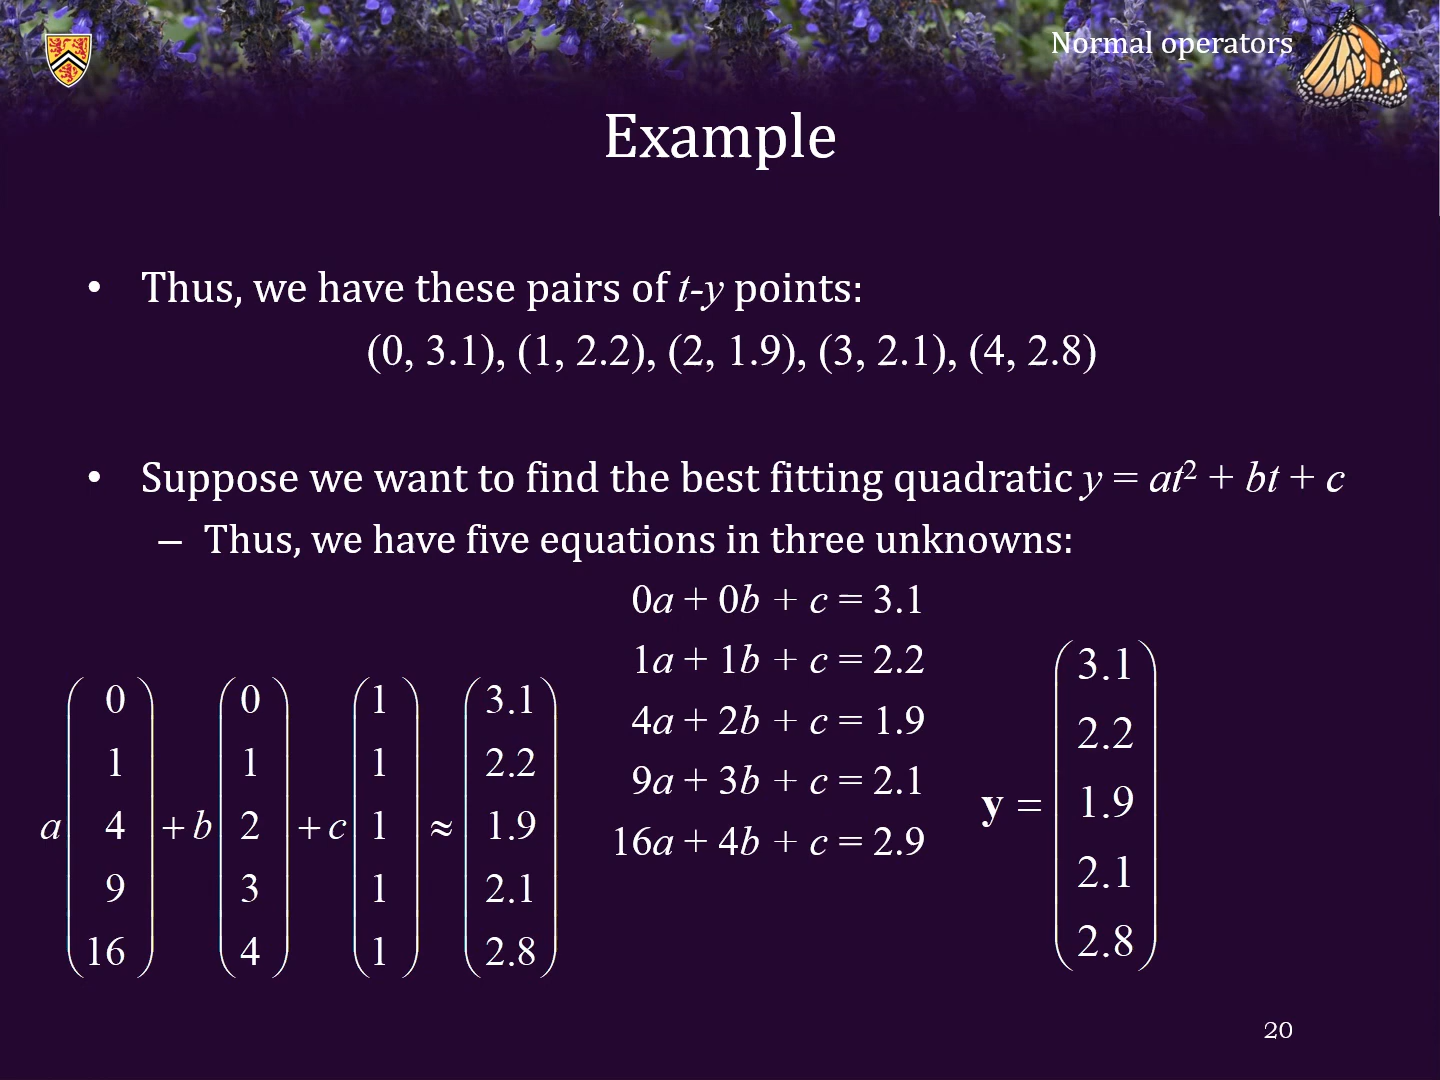 Normal operators
Example
• Thus, we have these pairs of t-y points:
(0, 3.1), (1, 2.2), (2, 1.9), (3, 2.1), (4, 2.8)
• Suppose we want to find the best fitting quadratic y = at² + bt + c
– Thus, we have five equations in three unknowns:
0a + 0b + c = 3.1
1a + 1b + c = 2.2
4a + 2b + c = 1.9
9a + 3b + c = 2.1
16a + 4b + c = 2.9
0 0 1 3.1
1 1 1 2.2
a 4 + b 2 + c 1 ≈ 1.9
9 3 1 2.1
16 4 1 2.8
3.1
2.2
y = 1.9
2.1
2.8
20